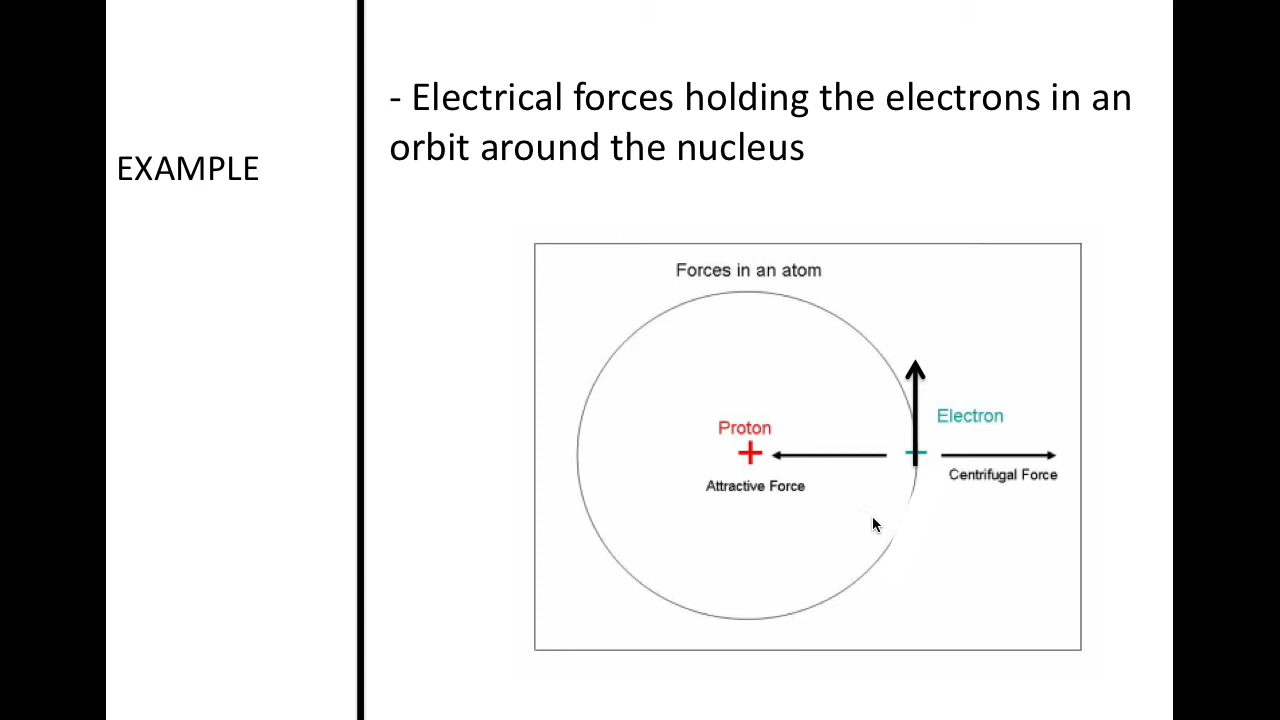 EXAMPLE
- Electrical forces holding the electrons in an
orbit around the nucleus
Forces in an atom
Electron
Proton
+
Centrifugal Force
Attractive Force